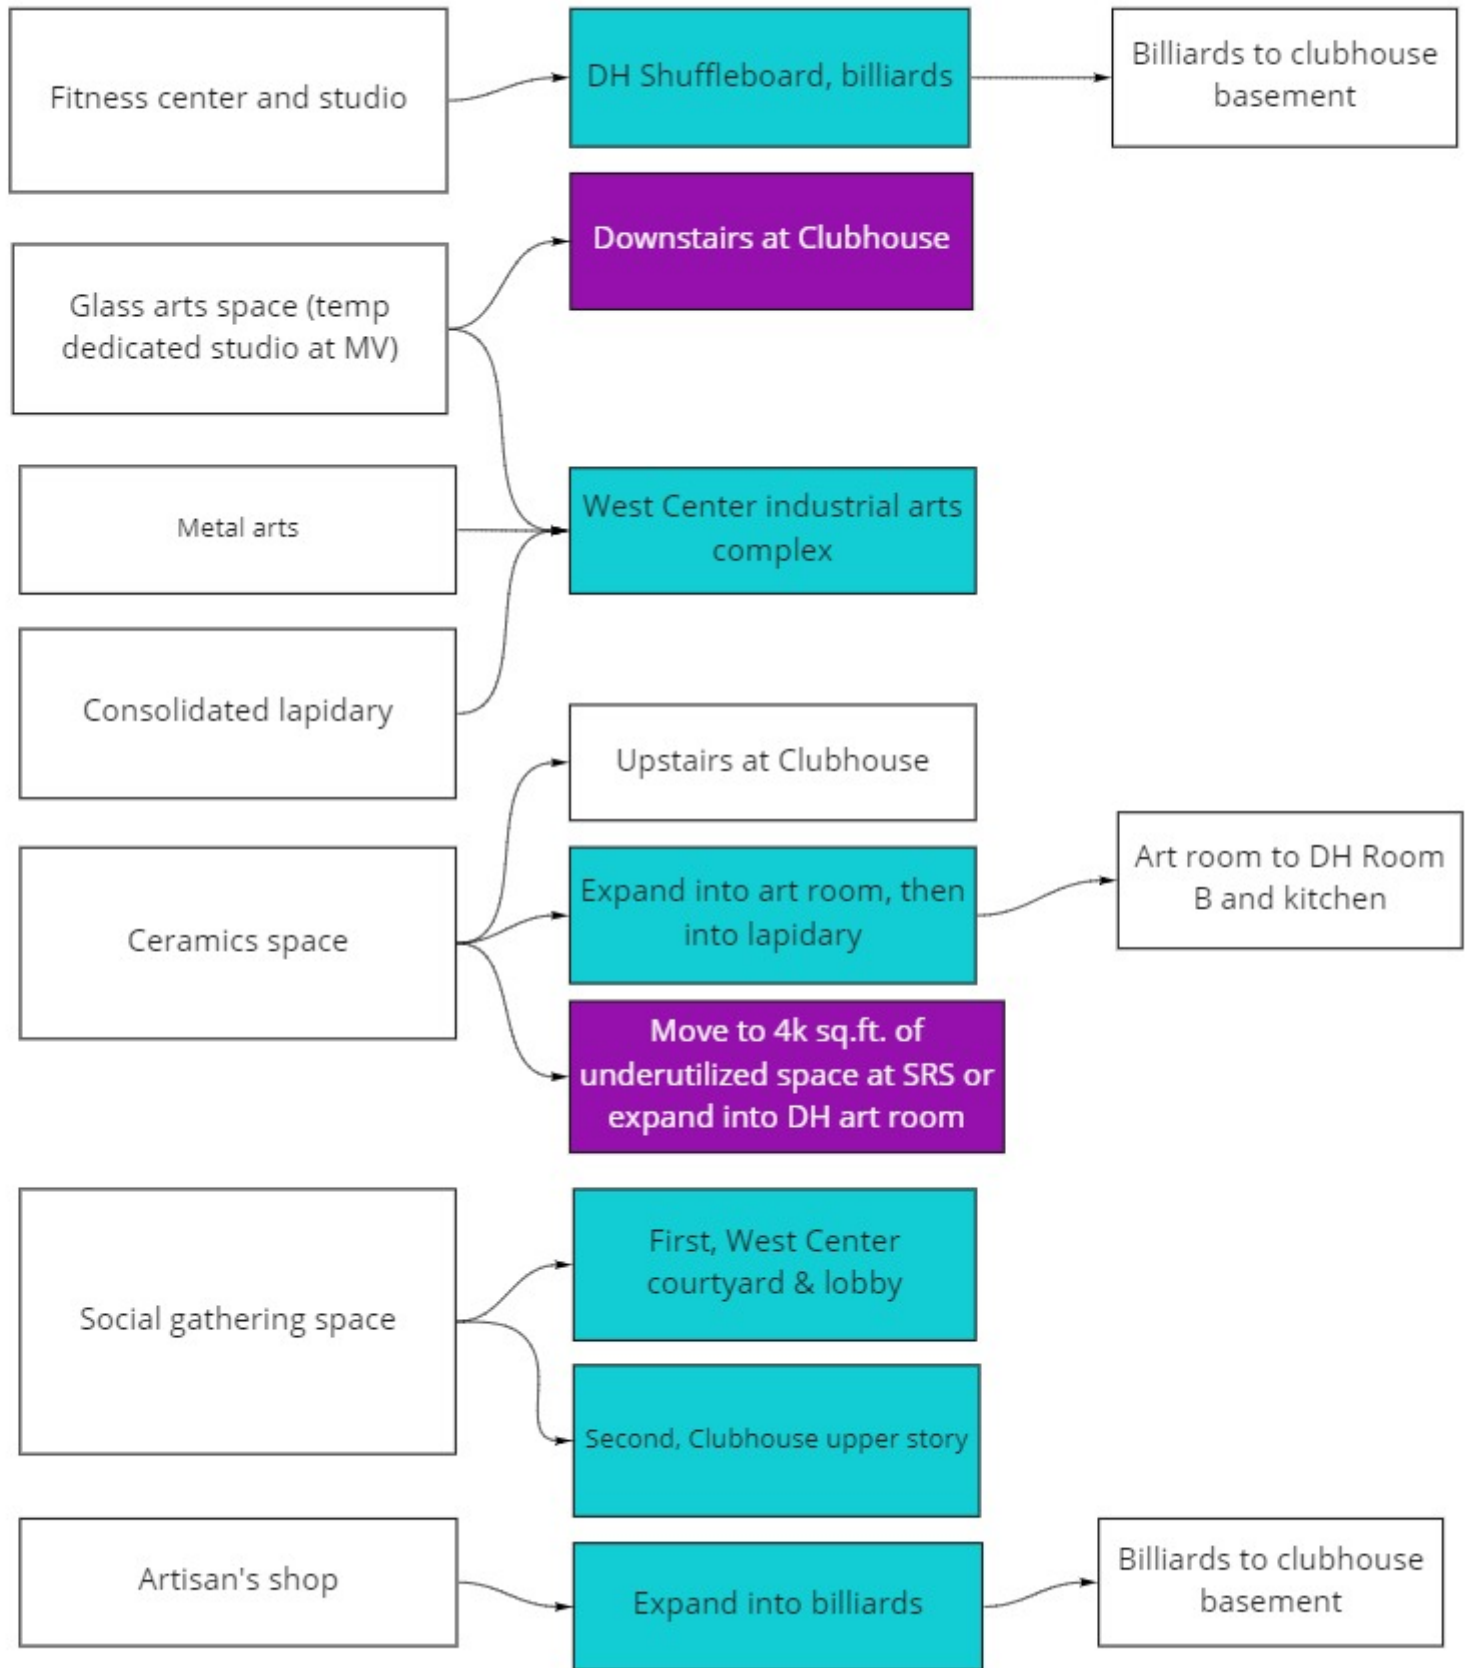 Fitness center and studio
DH Shuffleboard, billiards
Billiards to clubhouse
basement
Downstairs at Clubhouse
Glass arts space (temp
dedicated studio at MV)
Metal arts
West Center industrial arts
complex
Consolidated lapidary
Upstairs at Clubhouse
Ceramics space
Expand into art room, then
into lapidary
Art room to DH Room
B and kitchen
Move to 4k sq.ft. of
underutilized space at SRS or
expand into DH art room
Social gathering space
First, West Center
courtyard & lobby
Second, Clubhouse upper story
Artisan's shop
Expand into billiards
Billiards to clubhouse
basement